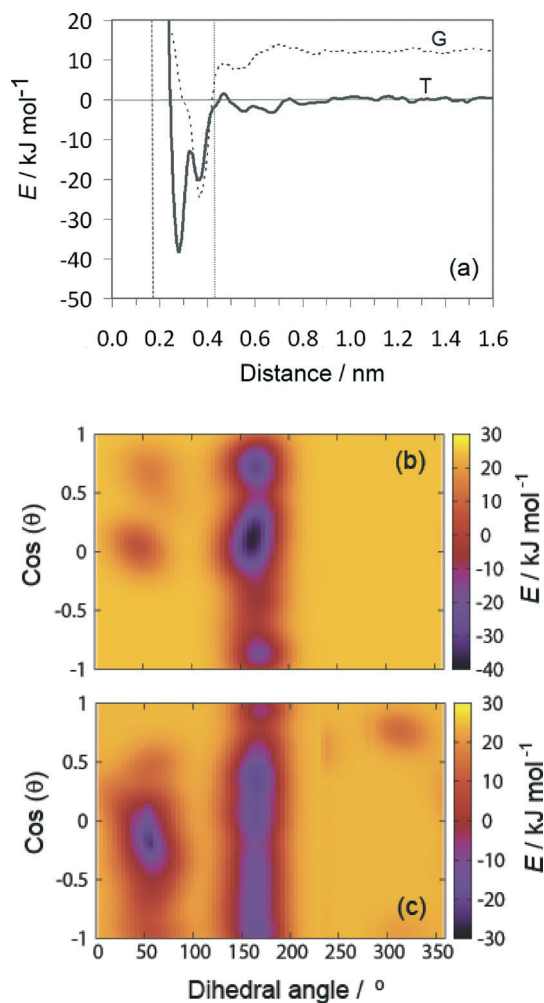 20
10
0
-10
-20
-30
-40
-50
E / kJ mol⁻¹
G
T
(a)
0.0 0.2 0.4 0.6 0.8 1.0 1.2 1.4 1.6
Distance / nm
1
0.5
0
-0.5
-1
Cos (θ)
(b)
30
20
10
0
-10
-20
-30
-40
E / kJ mol⁻¹
1
0.5
0
-0.5
-1
Cos (θ)
(c)
30
20
10
0
-10
-20
-30
E / kJ mol⁻¹
0 50 100 150 200 250 300 350
Dihedral angle / º